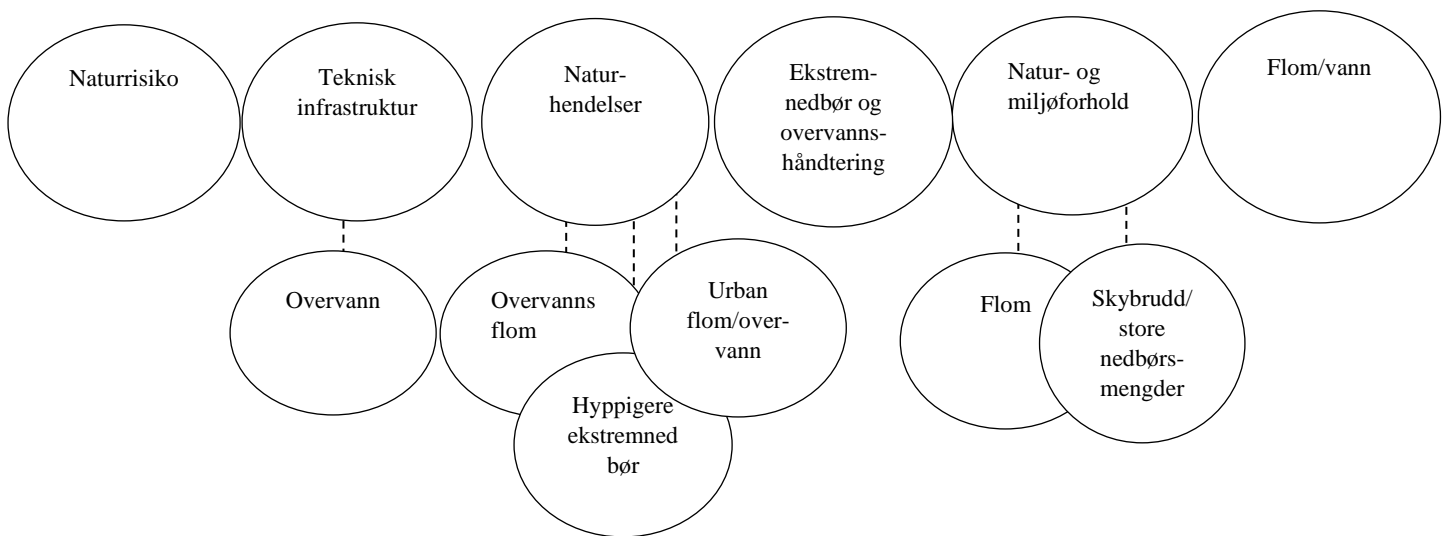 Naturrisiko
Teknisk
infrastruktur
Natur-
hendelser
Ekstrem-
nedbør og
overvanns-
håndtering
Natur- og
miljøforhold
Flom/vann
Overvann
Overvanns
flom
Hyppigere
ekstremned
bør
Urban
flom/over-
vann
Flom
Skybrudd/
store
nedbørs-
mengder